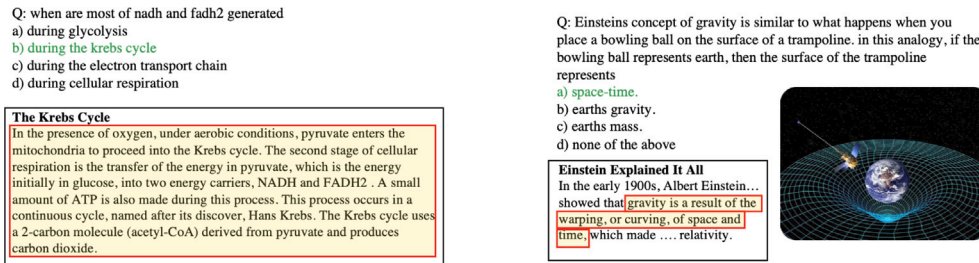 Q: when are most of nadh and fadh2 generated
a) during glycolysis
b) during the krebs cycle
c) during the electron transport chain
d) during cellular respiration
The Krebs Cycle
In the presence of oxygen, under aerobic conditions, pyruvate enters the
mitochondria to proceed into the Krebs cycle. The second stage of cellular
respiration is the transfer of the energy in pyruvate, which is the energy
initially in glucose, into two energy carriers, NADH and FADH2 . A small
amount of ATP is also made during this process. This process occurs in a
continuous cycle, named after its discover, Hans Krebs. The Krebs cycle uses
a 2-carbon molecule (acetyl-CoA) derived from pyruvate and produces
carbon dioxide.
Q: Einsteins concept of gravity is similar to what happens when you
place a bowling ball on the surface of a trampoline. in this analogy, if the
bowling ball represents earth, then the surface of the trampoline
represents
a) space-time.
b) earths gravity.
c) earths mass.
d) none of the above
Einstein Explained It All
In the early 1900s, Albert Einstein…
showed that gravity is a result of the
warping, or curving, of space and
time, which made …. relativity.